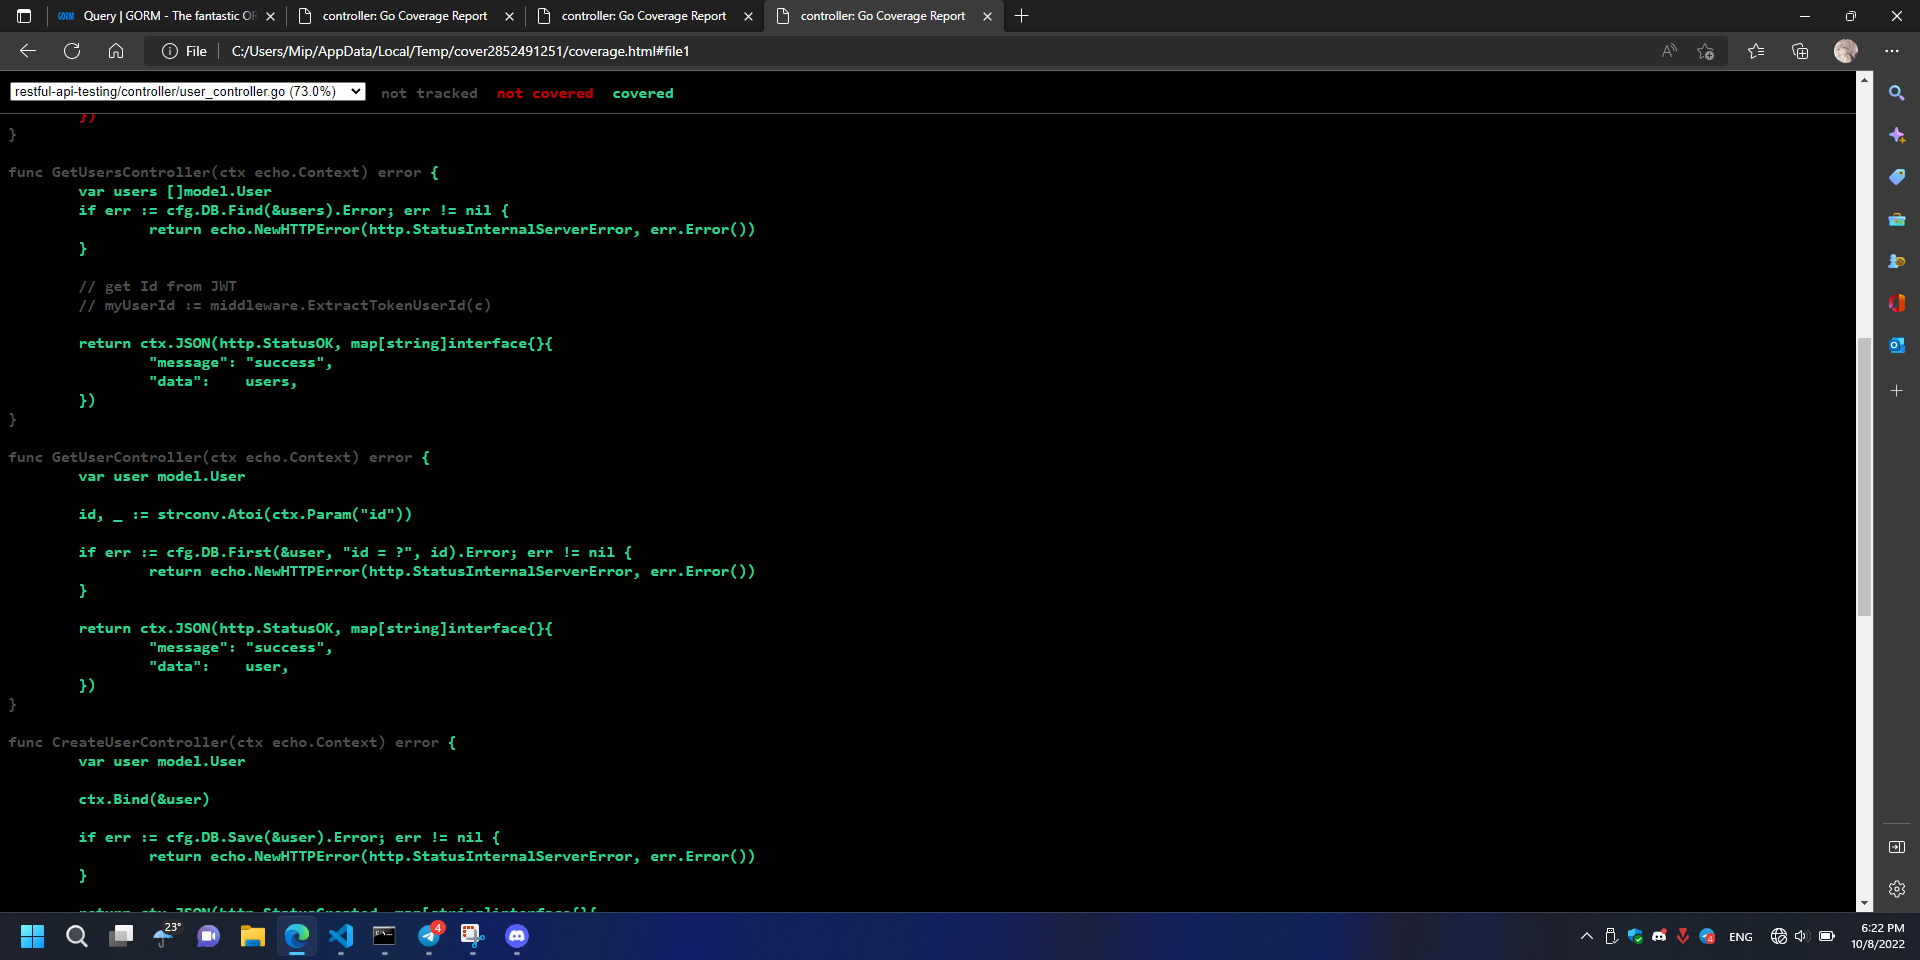 Query | GORM - The fantastic OR
controller: Go Coverage Report
controller: Go Coverage Report
controller: Go Coverage Report
File
C:/Users/Mip/AppData/Local/Temp/cover2852491251/coverage.html#file1
restful-api-testing/controller/user_controller.go (73.0%)
not tracked not covered covered
})
}
func GetUsersController(ctx echo.Context) error {
var users []model.User
if err := cfg.DB.Find(&users).Error; err != nil {
return echo.NewHTTPError(http.StatusInternalServerError, err.Error())
}
// get Id from JWT
// myUserId := middleware.ExtractTokenUserId(c)
return ctx.JSON(http.StatusOK, map[string]interface{}{
"message": "success",
"data":    users,
})
}
func GetUserController(ctx echo.Context) error {
var user model.User
id, _ := strconv.Atoi(ctx.Param("id"))
if err := cfg.DB.First(&user, "id = ?", id).Error; err != nil {
return echo.NewHTTPError(http.StatusInternalServerError, err.Error())
}
return ctx.JSON(http.StatusOK, map[string]interface{}{
"message": "success",
"data":    user,
})
}
func CreateUserController(ctx echo.Context) error {
var user model.User
ctx.Bind(&user)
if err := cfg.DB.Save(&user).Error; err != nil {
return echo.NewHTTPError(http.StatusInternalServerError, err.Error())
}
return ctx.JSON(http.StatusCreated, map[string]interface{}{
23°
4
ENG
6:22 PM
10/8/2022